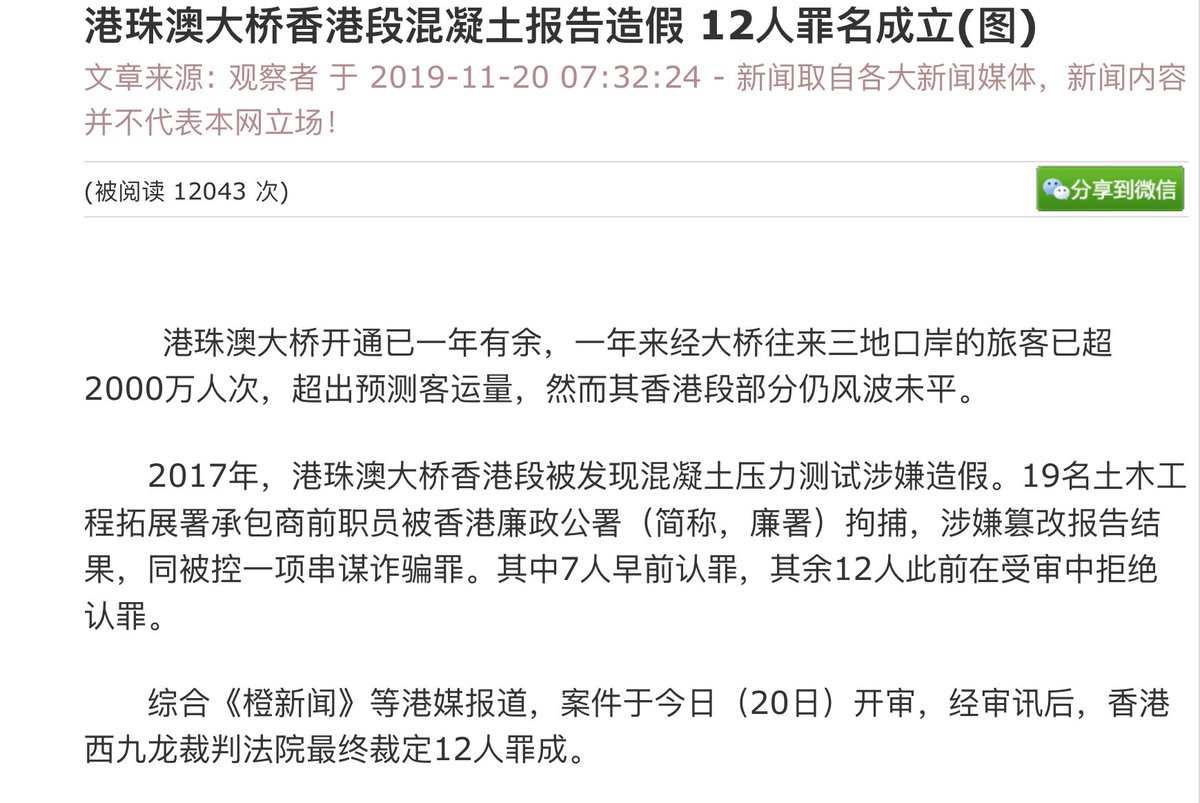 港珠澳大桥香港段混凝土报告造假 12人罪名成立(图)
文章来源: 观察者 于 2019-11-20 07:32:24 - 新闻取自各大新闻媒体，新闻内容
并不代表本网立场！
(被阅读 12043 次)
分享到微信
港珠澳大桥开通已一年有余，一年来经大桥往来三地口岸的旅客已超
2000万人次，超出预测客运量，然而其香港段部分仍风波未平。
2017年，港珠澳大桥香港段被发现混凝土压力测试涉嫌造假。19名土木工
程拓展署承包商前职员被香港廉政公署（简称，廉署）拘捕，涉嫌篡改报告结
果，同被控一项串谋诈骗罪。其中7人早前认罪，其余12人此前在受审中拒绝
认罪。
综合《橙新闻》等港媒报道，案件于今日（20日）开审，经审讯后，香港
西九龙裁判法院最终裁定12人罪成。